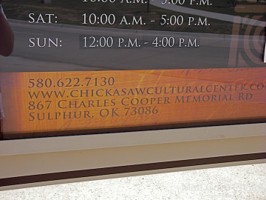 SAT: 10:00 A.M. - 5:00 P.M.
SUN: 12:00 P.M. - 4:00 P.M.
580.622.7130
WWW.CHICKASAWCULTURALCENTER.CO
867 CHARLES COOPER MEMORIAL RD
SULPHUR, OK 73086